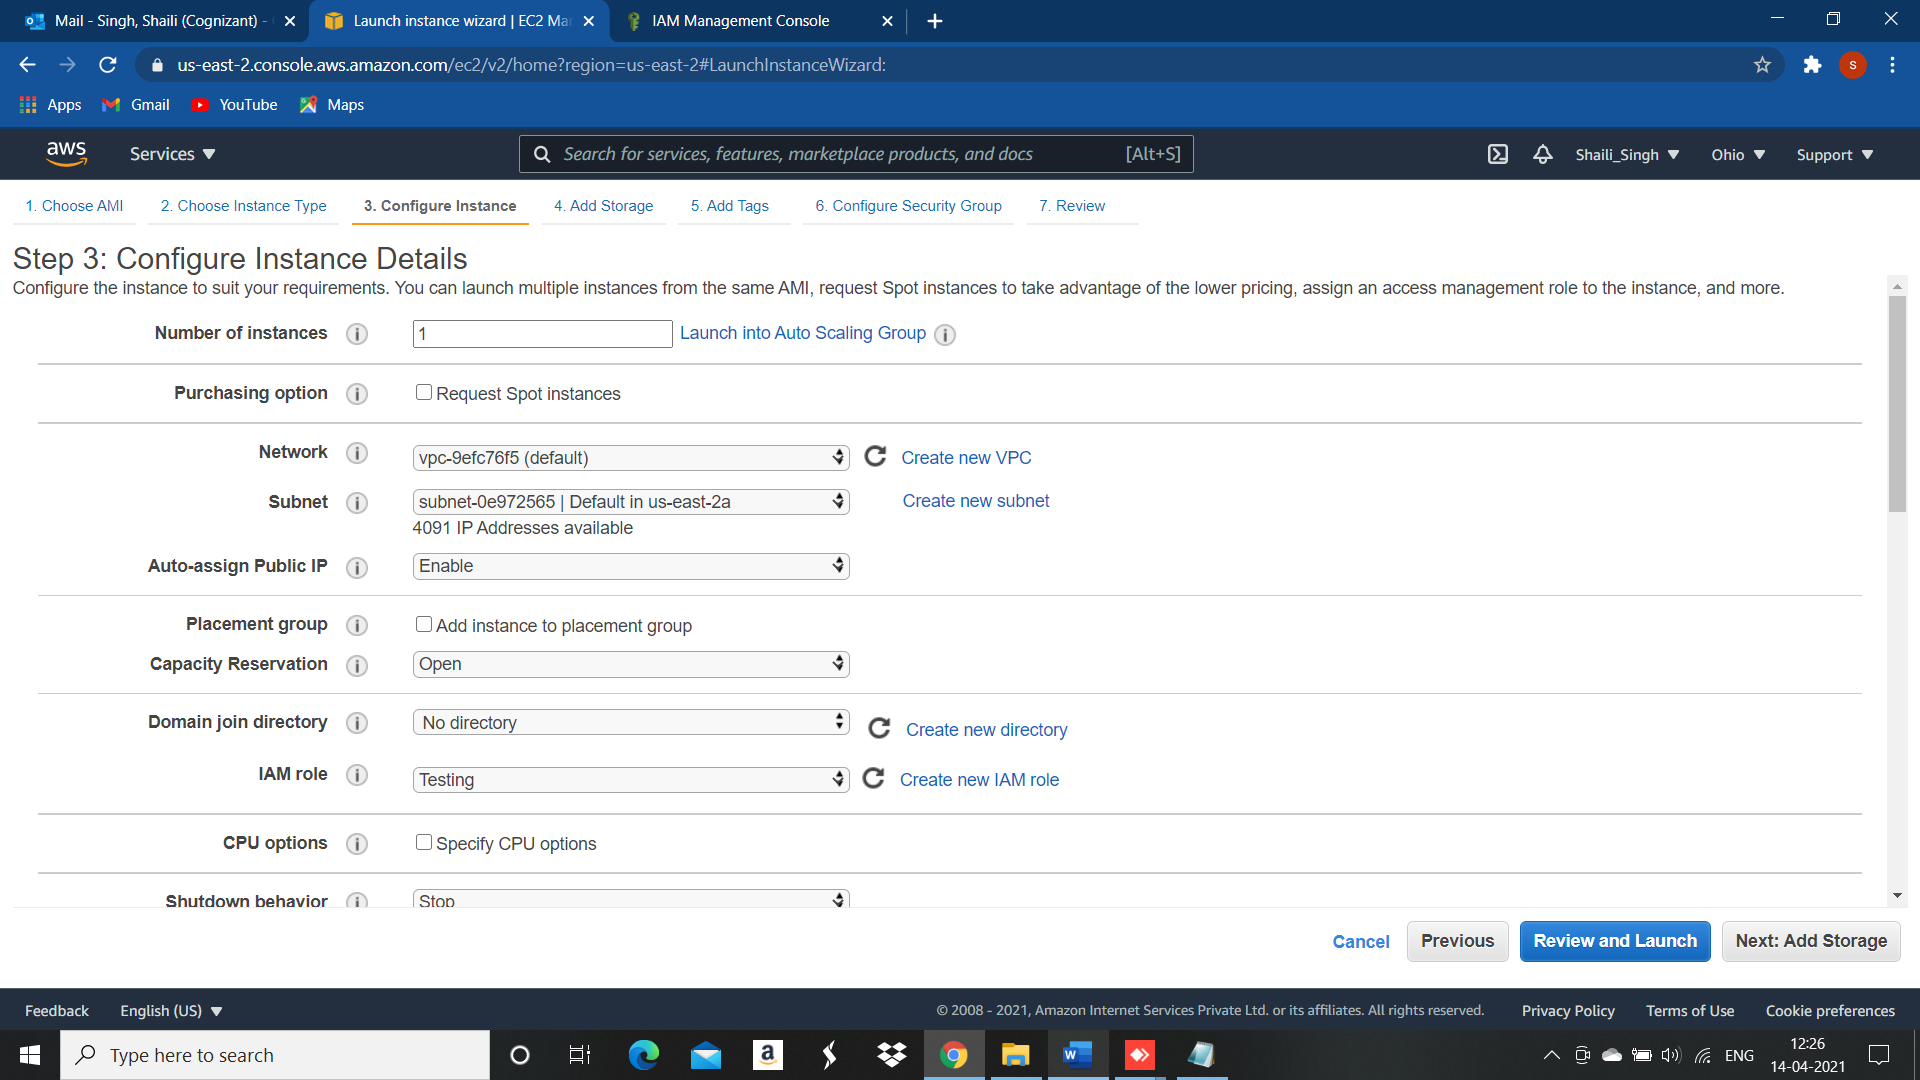 Mail - Singh, Shaili (Cognizant) -
Launch instance wizard | EC2 Ma
IAM Management Console
us-east-2.console.aws.amazon.com/ec2/v2/home?region=us-east-2#LaunchInstanceWizard:
S
Apps
Gmail
YouTube
Maps
aws
Services
Search for services, features, marketplace products, and docs
[Alt+S]
Shaili_Singh
Ohio
Support
1. Choose AMI
2. Choose Instance Type
3. Configure Instance
4. Add Storage
5. Add Tags
6. Configure Security Group
7. Review
Step 3: Configure Instance Details
Configure the instance to suit your requirements. You can launch multiple instances from the same AMI, request Spot instances to take advantage of the lower pricing, assign an access management role to the instance, and more.
Number of instances
1
Launch into Auto Scaling Group
Purchasing option
Request Spot instances
Network
vpc-9efc76f5 (default)
Create new VPC
Subnet
subnet-0e972565 | Default in us-east-2a
Create new subnet
4091 IP Addresses available
Auto-assign Public IP
Enable
Placement group
Add instance to placement group
Capacity Reservation
Open
Domain join directory
No directory
Create new directory
IAM role
Testing
Create new IAM role
CPU options
Specify CPU options
Shutdown behavior
Stop
Cancel
Previous
Review and Launch
Next: Add Storage
Feedback
English (US)
© 2008 - 2021, Amazon Internet Services Private Ltd. or its affiliates. All rights reserved.
Privacy Policy
Terms of Use
Cookie preferences
Type here to search
ENG
12:26
14-04-2021